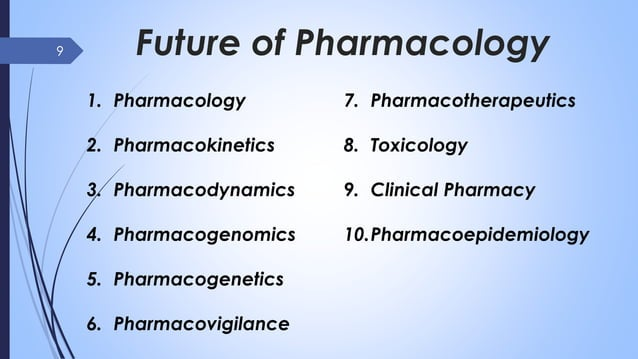 9
Future of Pharmacology
1. Pharmacology
2. Pharmacokinetics
3. Pharmacodynamics
4. Pharmacogenomics
5. Pharmacogenetics
6. Pharmacovigilance
7. Pharmacotherapeutics
8. Toxicology
9. Clinical Pharmacy
10.Pharmacoepidemiology